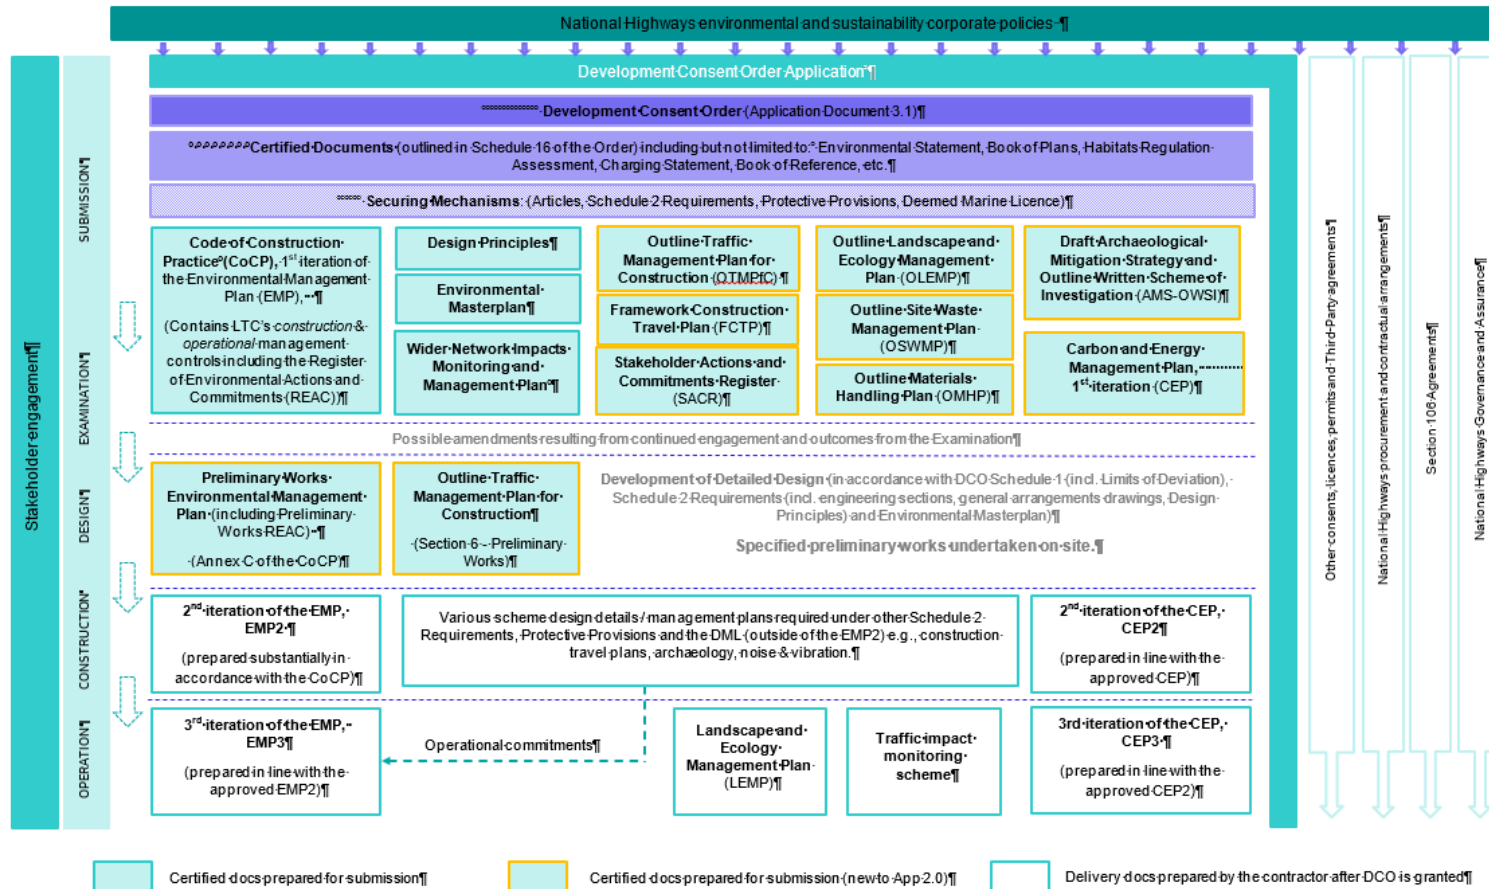 National Highways environmental and sustainability corporate policies ¶
Development Consent Order Application¶
Development Consent Order (Application Document 3.1)¶
Certified Documents (outlined in Schedule 16 of the Order) including but not limited to: Environmental Statement, Book of Plans, Habitats Regulation
Assessment, Charging Statement, Book of Reference, etc.¶
Securing Mechanisms: (Articles, Schedule 2 Requirements, Protective Provisions, Deemed Marine Licence)¶
Stakeholder engagement¶
SUBMISSION¶
EXAMINATION¶
DESIGN¶
CONSTRUCTION
OPERATION¶
Code of Construction
Practice (CoCP), 1st iteration of
the Environmental Management
Plan (EMP), ¶
(Contains LTC's construction &
operational management
controls including the Register
of Environmental Actions and
Commitments (REAC))¶
Design Principles¶
Environmental
Masterplan¶
Wider Network Impacts
Monitoring and
Management Plan¶
Outline Traffic
Management Plan for
Construction (OTMPfC) ¶
Framework Construction
Travel Plan (FCTP)¶
Stakeholder Actions and
Commitments Register
(SACR)¶
Outline Landscape and
Ecology Management
Plan (OLEMP)¶
Outline Site Waste
Management Plan
(OSWMP)¶
Outline Materials
Handling Plan (OMHP)¶
Draft Archaeological
Mitigation Strategy and
Outline Written Scheme of
Investigation (AMS-OWSI)¶
Carbon and Energy
Management Plan,
1st iteration (CEP)¶
Possible amendments resulting from continued engagement and outcomes from the Examination¶
Preliminary Works
Environmental Management
Plan (including Preliminary
Works REAC) ¶
(Annex C of the CoCP)¶
Outline Traffic
Management Plan for
Construction¶
(Section 6 - Preliminary
Works)¶
Development of Detailed Design (in accordance with DCO Schedule 1 (incl. Limits of Deviation),
Schedule 2 Requirements (incl. engineering sections, general arrangements drawings, Design
Principles) and Environmental Masterplan)¶
Specified preliminary works undertaken on site.¶
2nd iteration of the EMP,
EMP2 ¶
(prepared substantially in
accordance with the CoCP)¶
Various scheme design details / management plans required under other Schedule 2
Requirements, Protective Provisions and the DML (outside of the EMP2) e.g., construction
travel plans, archaeology, noise & vibration.¶
2nd iteration of the CEP,
CEP2¶
(prepared in line with the
approved CEP)¶
3rd iteration of the EMP,
EMP3¶
(prepared in line with the
approved EMP2)¶
Operational commitments¶
Landscape and
Ecology
Management Plan
(LEMP)¶
Traffic impact
monitoring
scheme¶
3rd iteration of the CEP,
CEP3¶
(prepared in line with the
approved CEP2)¶
Other consents, licences, permits and Third-Party agreements¶
National Highways procurement and contractual arrangements¶
Section 106 Agreements¶
National Highways Governance and Assurance¶
Certified docs prepared for submission¶
Certified docs prepared for submission (new to App 2.0)¶
Delivery docs prepared by the contractor after DCO is granted¶